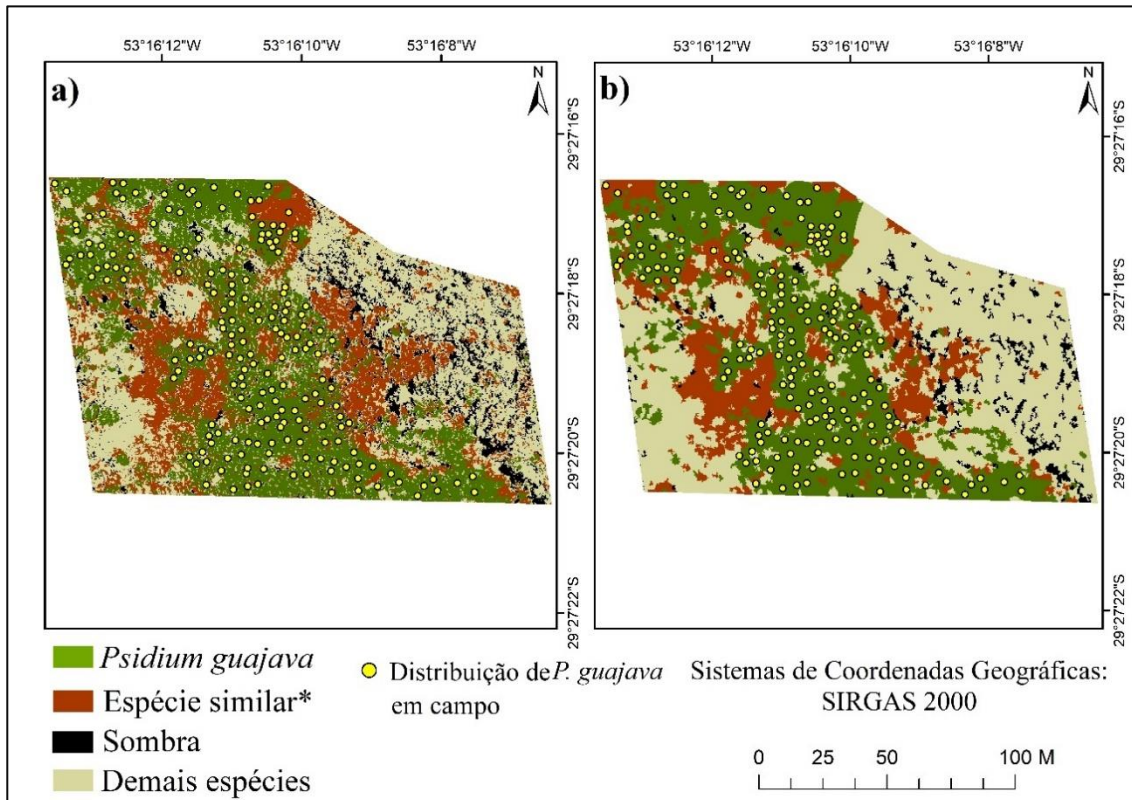 53°16'12"W 53°16'10"W 53°16'8"W
53°16'12"W 53°16'10"W 53°16'8"W
a)
N
29°27'16"S
29°27'18"S
29°27'20"S
29°27'22"S
b)
N
29°27'16"S
29°27'18"S
29°27'20"S
29°27'22"S
Psidium guajava
Espécie similar*
Sombra
Demais espécies
Distribuição de P. guajava
em campo
Sistemas de Coordenadas Geográficas:
SIRGAS 2000
0 25 50 100 M